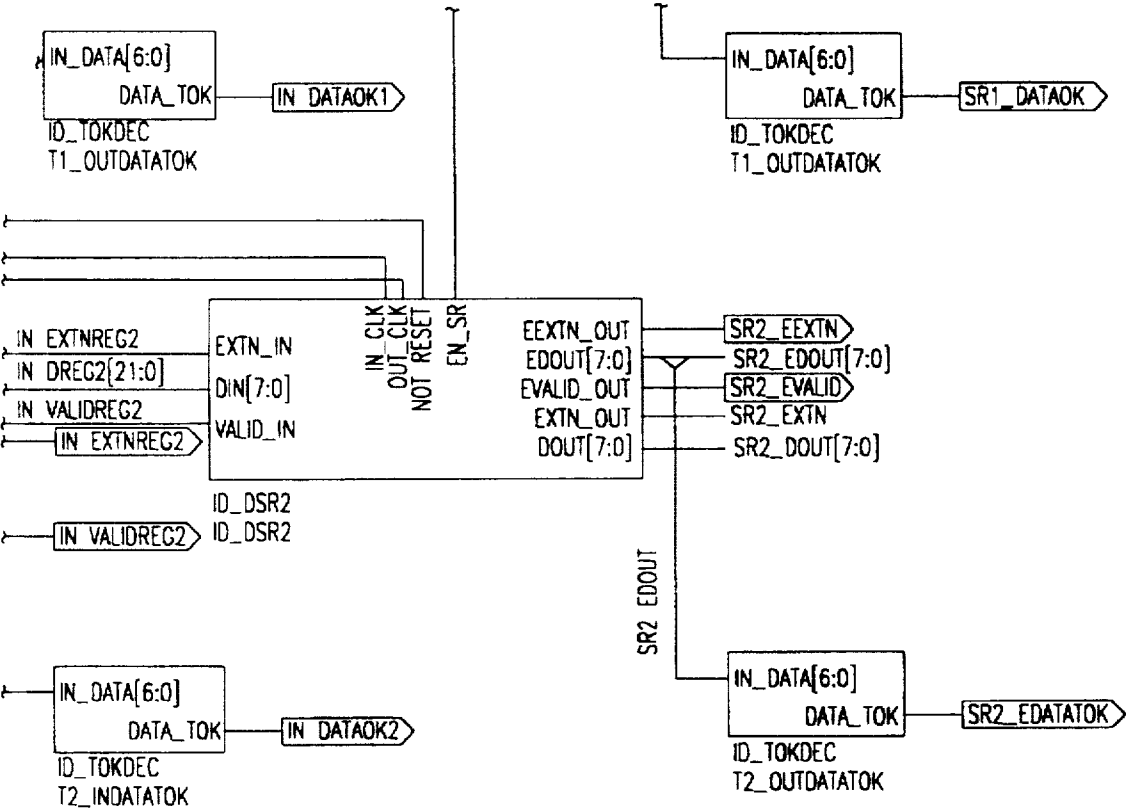 IN_DATA[6:0]
DATA_TOK
IN DATAOK1
ID_TOKDEC
T1_OUTDATATOK
IN_DATA[6:0]
DATA_TOK
SR1_DATAOK
ID_TOKDEC
T1_OUTDATATOK
IN_CLK
OUT_CLK
NOT RESET
EN_SR
IN EXTNREG2
IN DREG2[21:0]
IN VALIDREG2
IN EXTNREG2
EXTN_IN
DIN[7:0]
VALID_IN
EEXTN_OUT
EDOUT[7:0]
EVALID_OUT
EXTN_OUT
DOUT[7:0]
SR2_EEXTN
SR2_EDOUT[7:0]
SR2_EVALID
SR2_EXTN
SR2_DOUT[7:0]
ID_DSR2
ID_DSR2
IN VALIDREG2
SR2 EDOUT
IN_DATA[6:0]
DATA_TOK
IN DATAOK2
ID_TOKDEC
T2_INDATATOK
IN_DATA[6:0]
DATA_TOK
SR2_EDATATOK
ID_TOKDEC
T2_OUTDATATOK